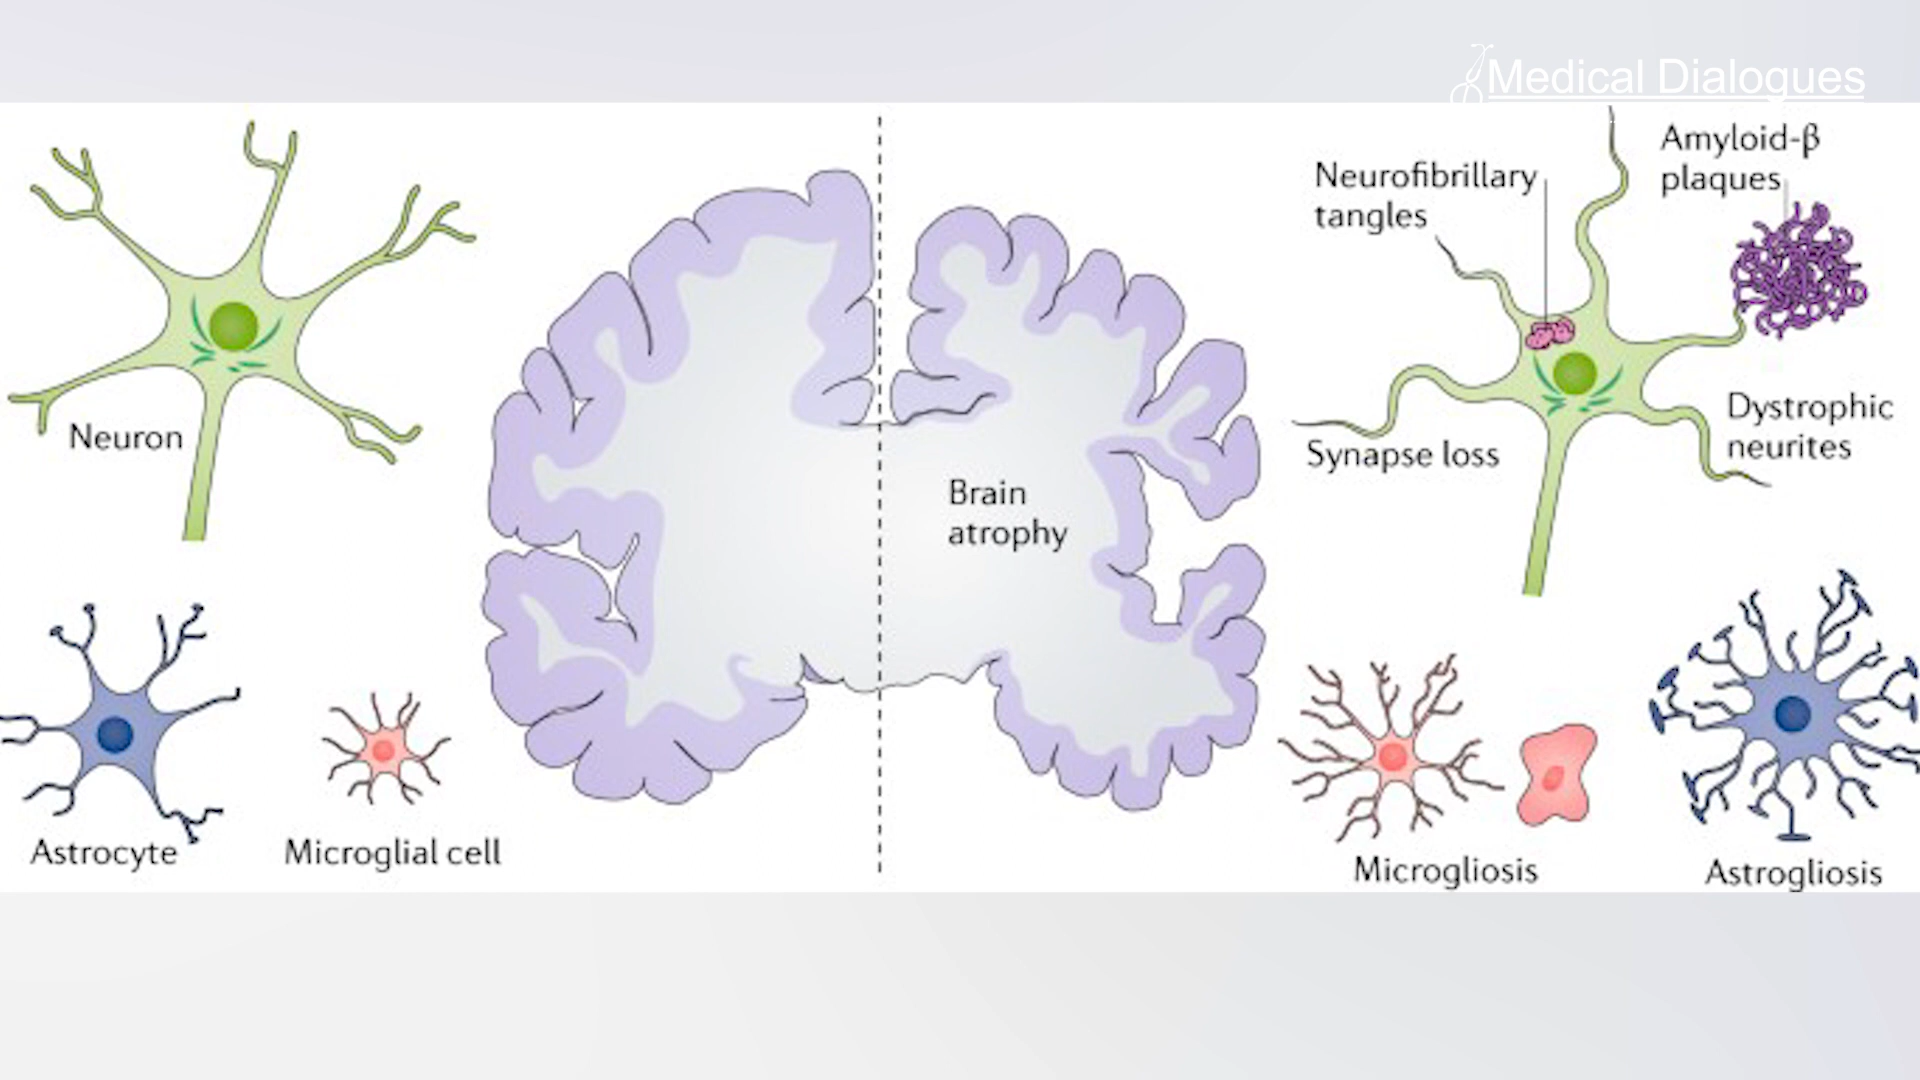 Medical Dialogues
Amyloid-β
plaques
Neurofibrillary
tangles
Dystrophic
neurites
Neuron
Synapse loss
Brain
atrophy
Astrocyte
Microglial cell
Microgliosis
Astrogliosis